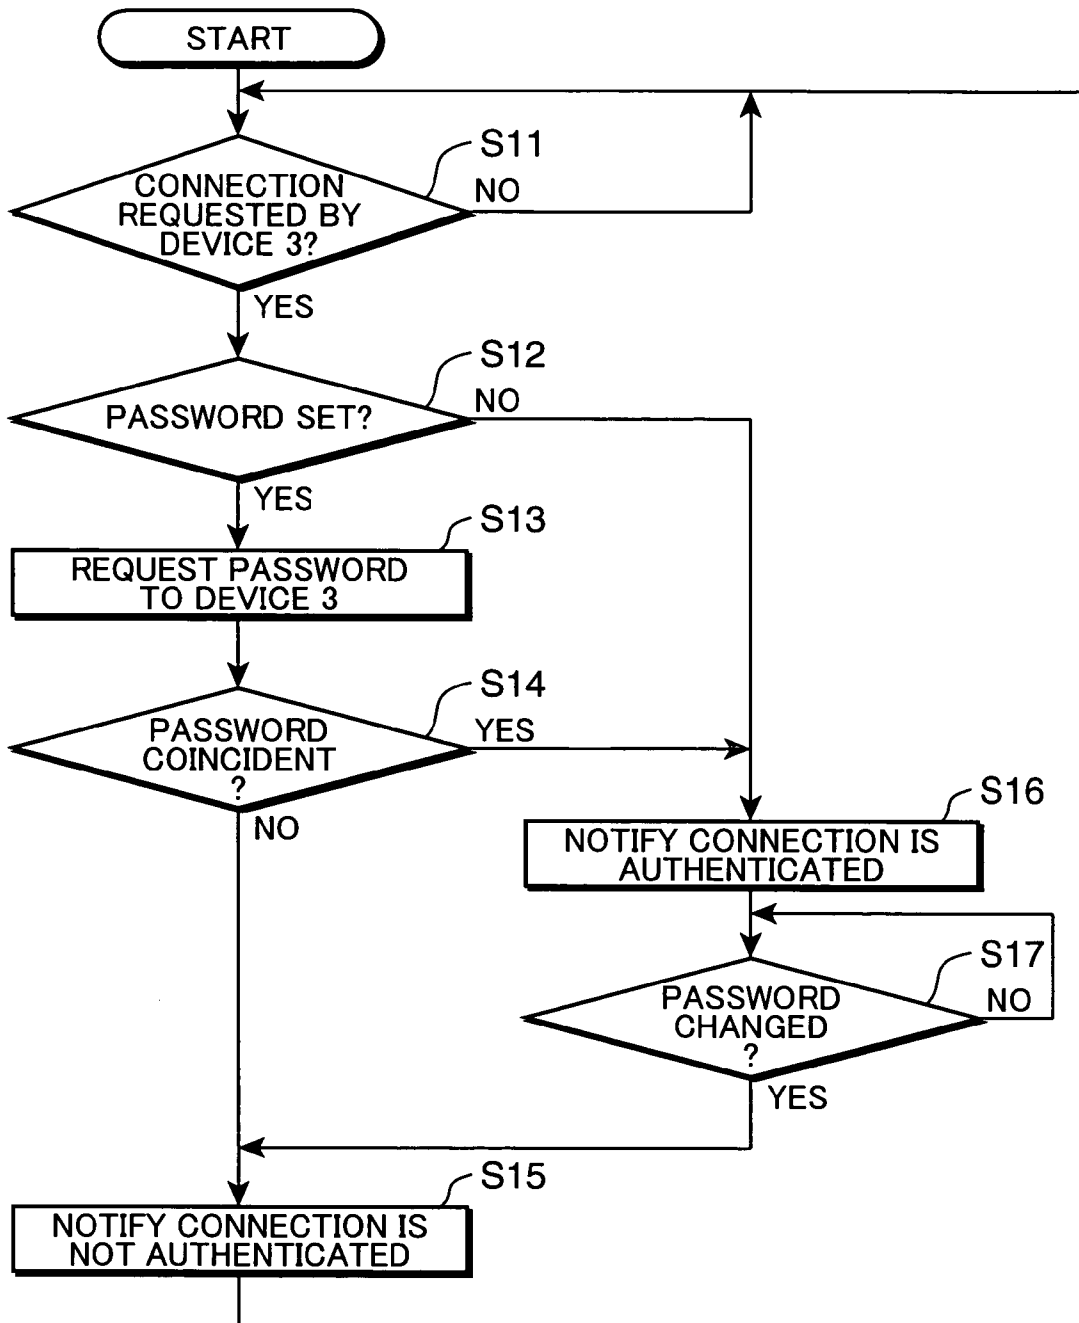 START
S11
CONNECTION
REQUESTED BY
DEVICE 3?
NO
YES
S12
PASSWORD SET?
NO
YES
S13
REQUEST PASSWORD
TO DEVICE 3
S14
PASSWORD
COINCIDENT
?
YES
NO
S16
NOTIFY CONNECTION IS
AUTHENTICATED
S17
PASSWORD
CHANGED
?
NO
YES
S15
NOTIFY CONNECTION IS
NOT AUTHENTICATED